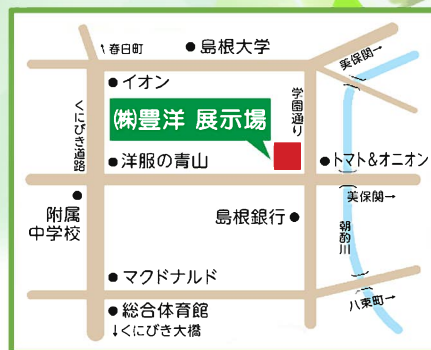 ↑春日町
●島根大学
美保関→
●イオン
学園通り
くにびき道路
㈱豊洋 展示場
●洋服の青山
●トマト&オニオン
附属
中学校
美保関→
島根銀行●
朝酌川
●マクドナルド
八束町→
●総合体育館
↓くにびき大橋